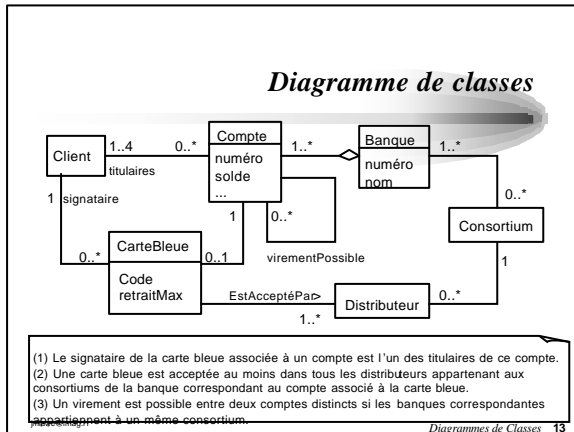 Diagramme de classes
Client
1..4
titulaires
0..*
Compte
numéro
solde
...
1..*
Banque
numéro
nom
1..*
0..*
Consortium
1
signataire
0..*
CarteBleue
Code
retraitMax
1
0..1
0..*
virementPossible
EstAcceptéPar>
1..*
Distributeur
0..*
1
(1) Le signataire de la carte bleue associée à un compte est l'un des titulaires de ce compte.
(2) Une carte bleue est acceptée au moins dans tous les distributeurs appartenant aux
consortiums de la banque correspondant au compte associé à la carte bleue.
(3) Un virement est possible entre deux comptes distincts si les banques correspondantes
appartiennent à un même consortium.
Diagrammes de Classes 13